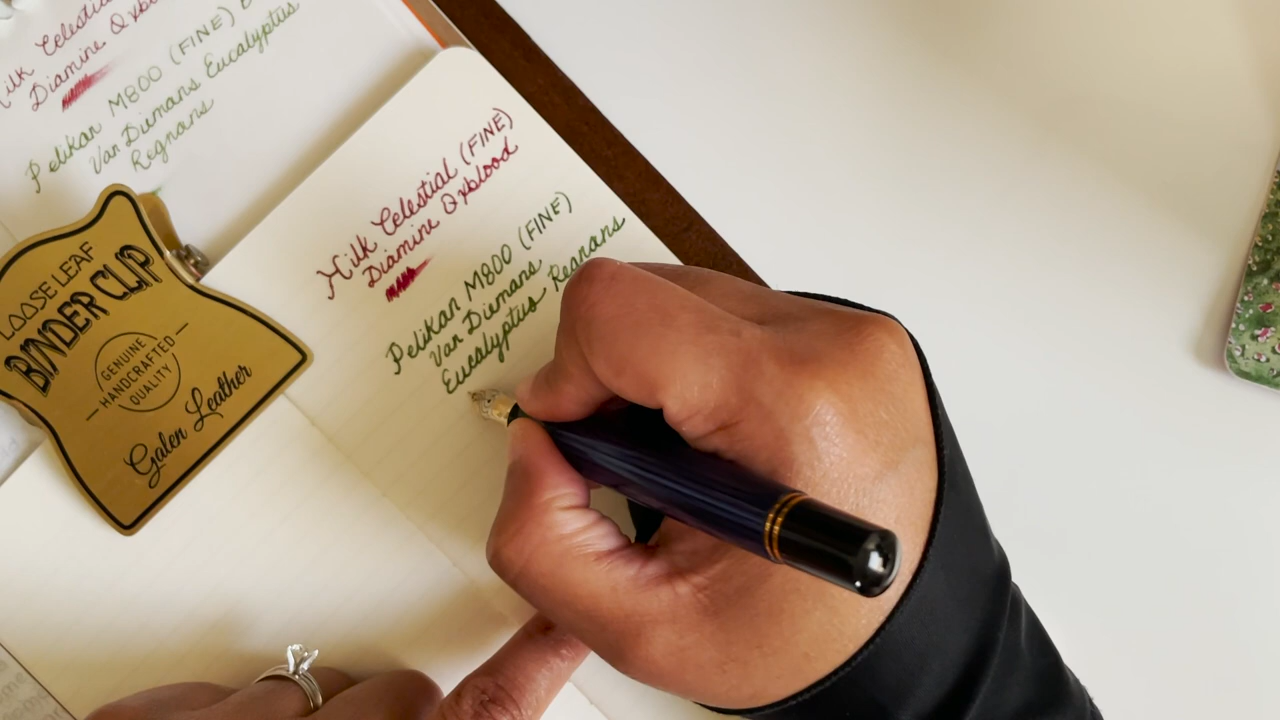 Celestial
Diamine Oxblood
Pelikan M800 (FINE)
Van Diemans Eucalyptus
Regnans
Milk Celestial (FINE)
Diamine Oxblood
Pelikan M800 (FINE)
Van Diemans
Eucalyptus Regnans
LOOSE LEAF
BINDER CLIP
GENUINE
HANDCRAFTED
QUALITY
Galen Leather